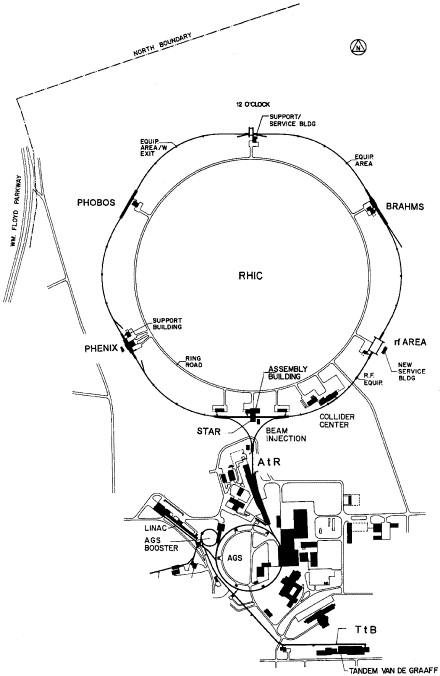 NORTH BOUNDARY
N
12 O'CLOCK
SUPPORT/
SERVICE BLDG
EQUIP.
AREA/W
EXIT
EQUIP.
AREA
WM. FLOYD PARKWAY
PHOBOS
BRAHMS
RHIC
SUPPORT
BUILDING
PHENIX
rf AREA
RING
ROAD
ASSEMBLY
BUILDING
R.F.
EQUIP.
NEW
SERVICE
BLDG
COLLIDER
CENTER
STAR
BEAM
INJECTION
AtR
LINAC
AGS
BOOSTER
AGS
TtB
TANDEM VAN DE GRAAFF